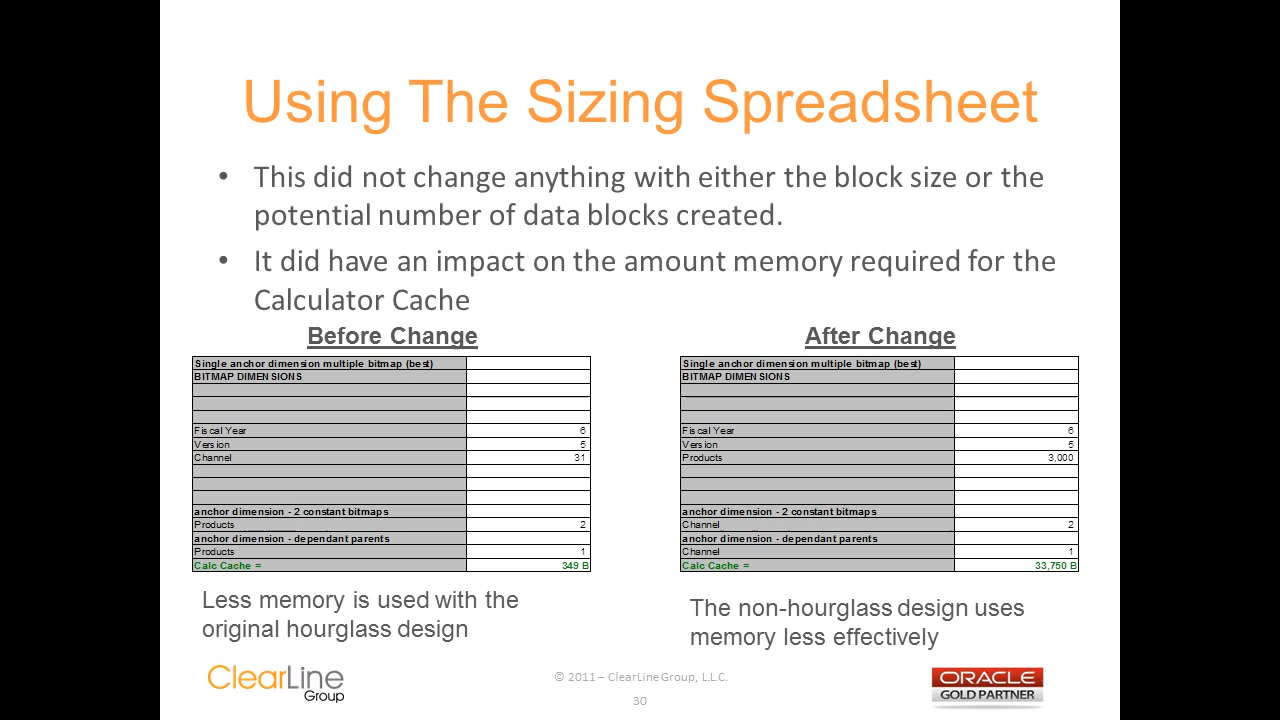 Using The Sizing Spreadsheet
• This did not change anything with either the block size or the
potential number of data blocks created.
• It did have an impact on the amount memory required for the
Calculator Cache
Before Change
Single anchor dimension multiple bitmap (best)
BITMAP DIMENSIONS
Fiscal Year 6
Version 5
Channel 31
anchor dimension - 2 constant bitmaps
Products 2
anchor dimension - dependant parents
Products 1
Calc Cache = 349 B
Less memory is used with the
original hourglass design
After Change
Single anchor dimension multiple bitmap (best)
BITMAP DIMENSIONS
Fiscal Year 6
Version 5
Products 3,000
anchor dimension - 2 constant bitmaps
Channel 2
anchor dimension - dependant parents
Channel 1
Calc Cache = 33,750 B
The non-hourglass design uses
memory less effectively
ClearLine
Group
© 2011 – ClearLine Group, L.L.C.
30
ORACLE
GOLD PARTNER